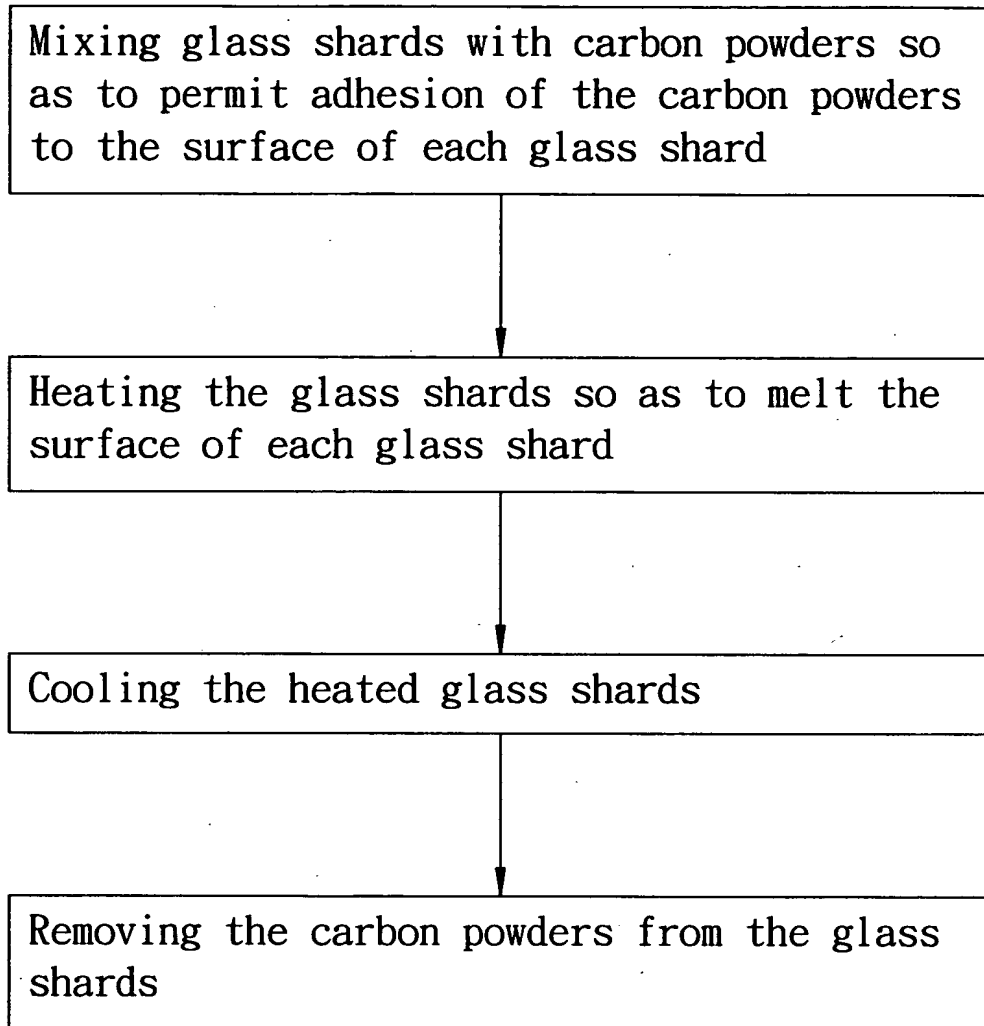 Mixing glass shards with carbon powders so
as to permit adhesion of the carbon powders
to the surface of each glass shard
Heating the glass shards so as to melt the
surface of each glass shard
Cooling the heated glass shards
Removing the carbon powders from the glass
shards